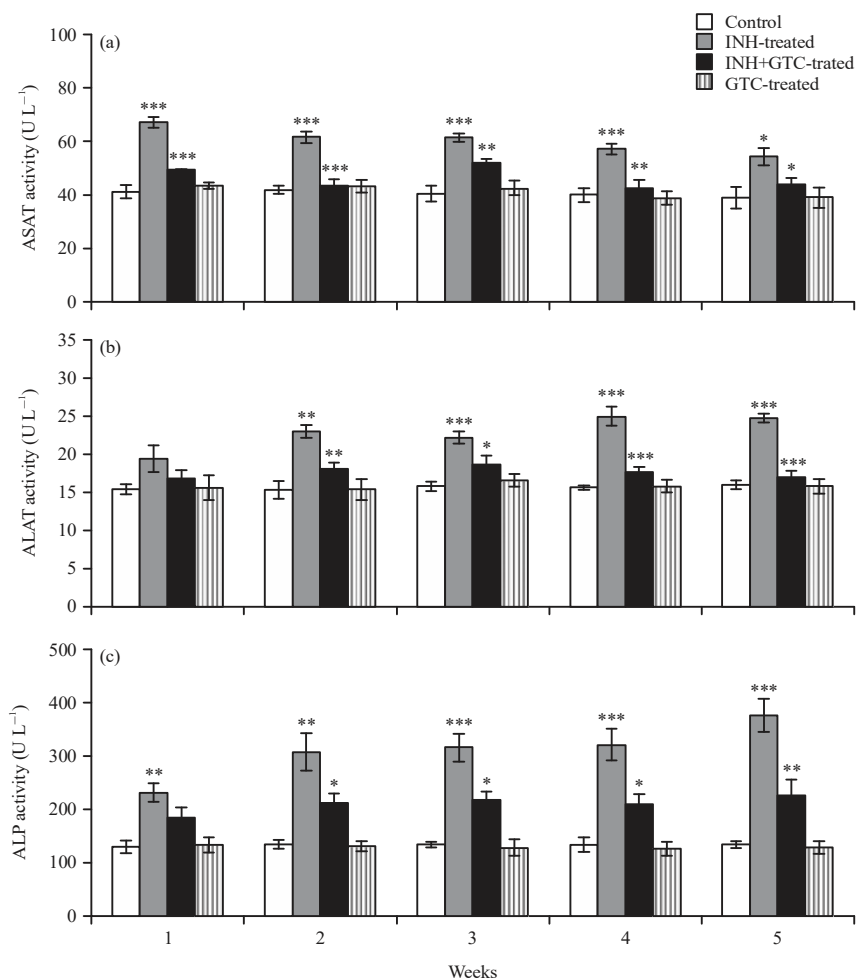 Control
INH-treated
INH+GTC-trated
GTC-treated
(a)
ASAT activity (U L⁻¹)
100
80
60
40
20
0
*** *** *** *** *
*** *** ** ** *
(b)
ALAT activity (U L⁻¹)
35
30
25
20
15
10
5
0
** *** *** ***
** * *** ***
(c)
ALP activity (U L⁻¹)
500
400
300
200
100
0
** ** *** *** ***
* * * **
1 2 3 4 5
Weeks